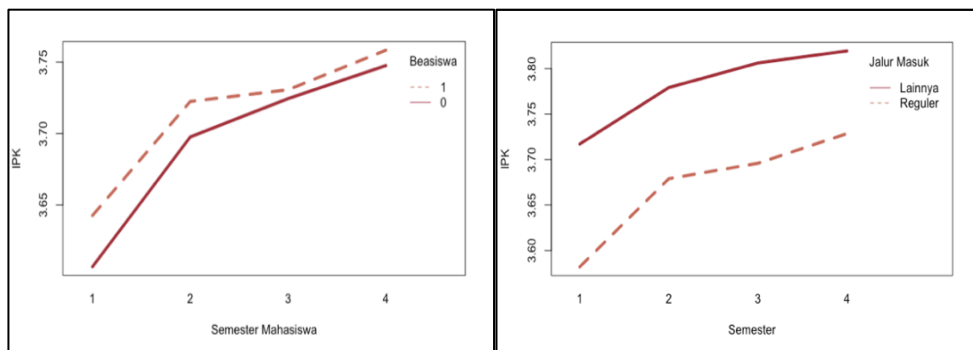 Beasiswa
1
0
3.75
3.70
3.65
IPK
1 2 3 4
Semester Mahasiswa
Jalur Masuk
Lainnya
Reguler
3.80
3.75
3.70
3.65
3.60
IPK
1 2 3 4
Semester